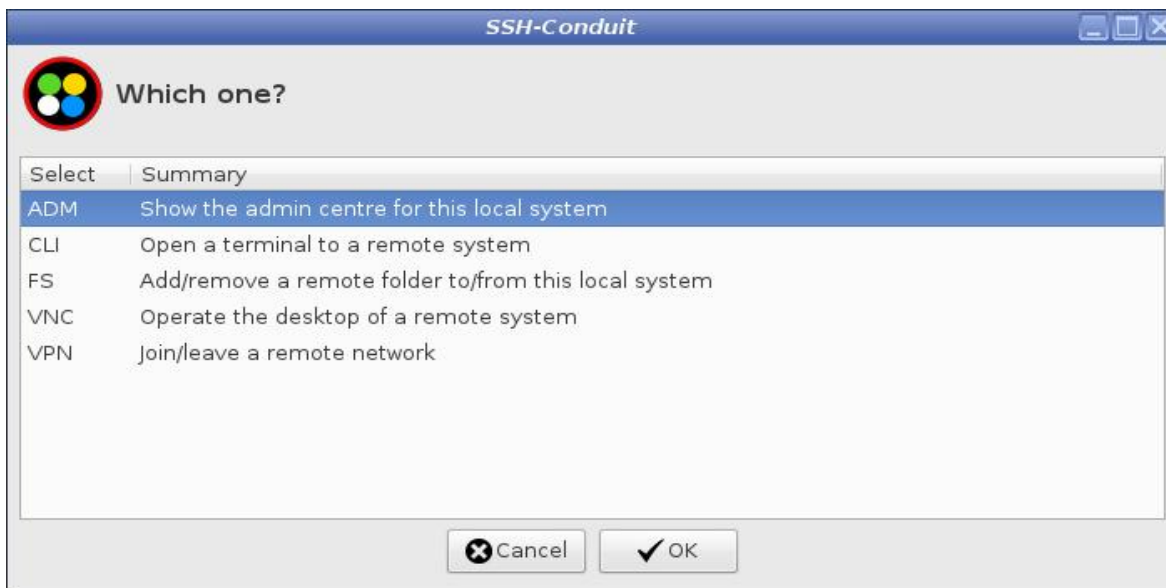 SSH-Conduit
Which one?
Select Summary
ADM Show the admin centre for this local system
CLI Open a terminal to a remote system
FS Add/remove a remote folder to/from this local system
VNC Operate the desktop of a remote system
VPN Join/leave a remote network
Cancel OK